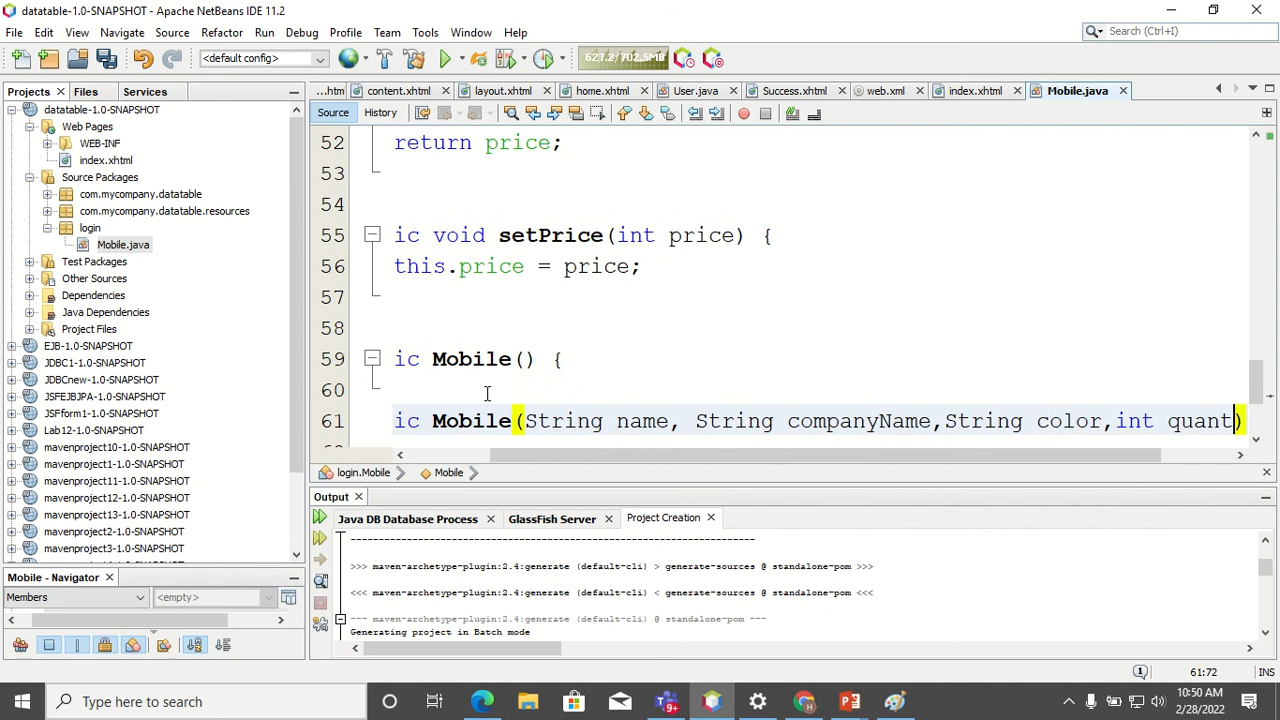 datatable-1.0-SNAPSHOT - Apache NetBeans IDE 11.2
File Edit View Navigate Source Refactor Run Debug Profile Team Tools Window Help
Search (Ctrl+I)
<default config>
627.2/702.5MB
Projects Files Services
...htm content.xhtml layout.xhtml home.xhtml User.java Success.xhtml web.xml index.xhtml Mobile.java
Source History
datatable-1.0-SNAPSHOT
Web Pages
WEB-INF
index.xhtml
Source Packages
com.mycompany.datatable
com.mycompany.datatable.resources
login
Mobile.java
Test Packages
Other Sources
Dependencies
Java Dependencies
Project Files
EJB-1.0-SNAPSHOT
JDBC1-1.0-SNAPSHOT
JDBCnew-1.0-SNAPSHOT
JSFEJBJPA-1.0-SNAPSHOT
JSFform1-1.0-SNAPSHOT
Lab12-1.0-SNAPSHOT
mavenproject10-1.0-SNAPSHOT
mavenproject1-1.0-SNAPSHOT
mavenproject11-1.0-SNAPSHOT
mavenproject12-1.0-SNAPSHOT
mavenproject13-1.0-SNAPSHOT
mavenproject2-1.0-SNAPSHOT
mavenproject3-1.0-SNAPSHOT
52 return price;
53
54
55 ic void setPrice(int price) {
56 this.price = price;
57
58
59 ic Mobile() {
60
61 ic Mobile(String name, String companyName,String color,int quant)
login.Mobile Mobile
Mobile - Navigator
Members <empty>
Output
Java DB Database Process GlassFish Server Project Creation
------------------------------------------------------------------------
>>> maven-archetype-plugin:2.4:generate (default-cli) > generate-sources @ standalone-pom >>>
<<< maven-archetype-plugin:2.4:generate (default-cli) < generate-sources @ standalone-pom <<<
--- maven-archetype-plugin:2.4:generate (default-cli) @ standalone-pom ---
Generating project in Batch mode
1 61:72 INS
Type here to search
9+
10:50 AM
2/28/2022